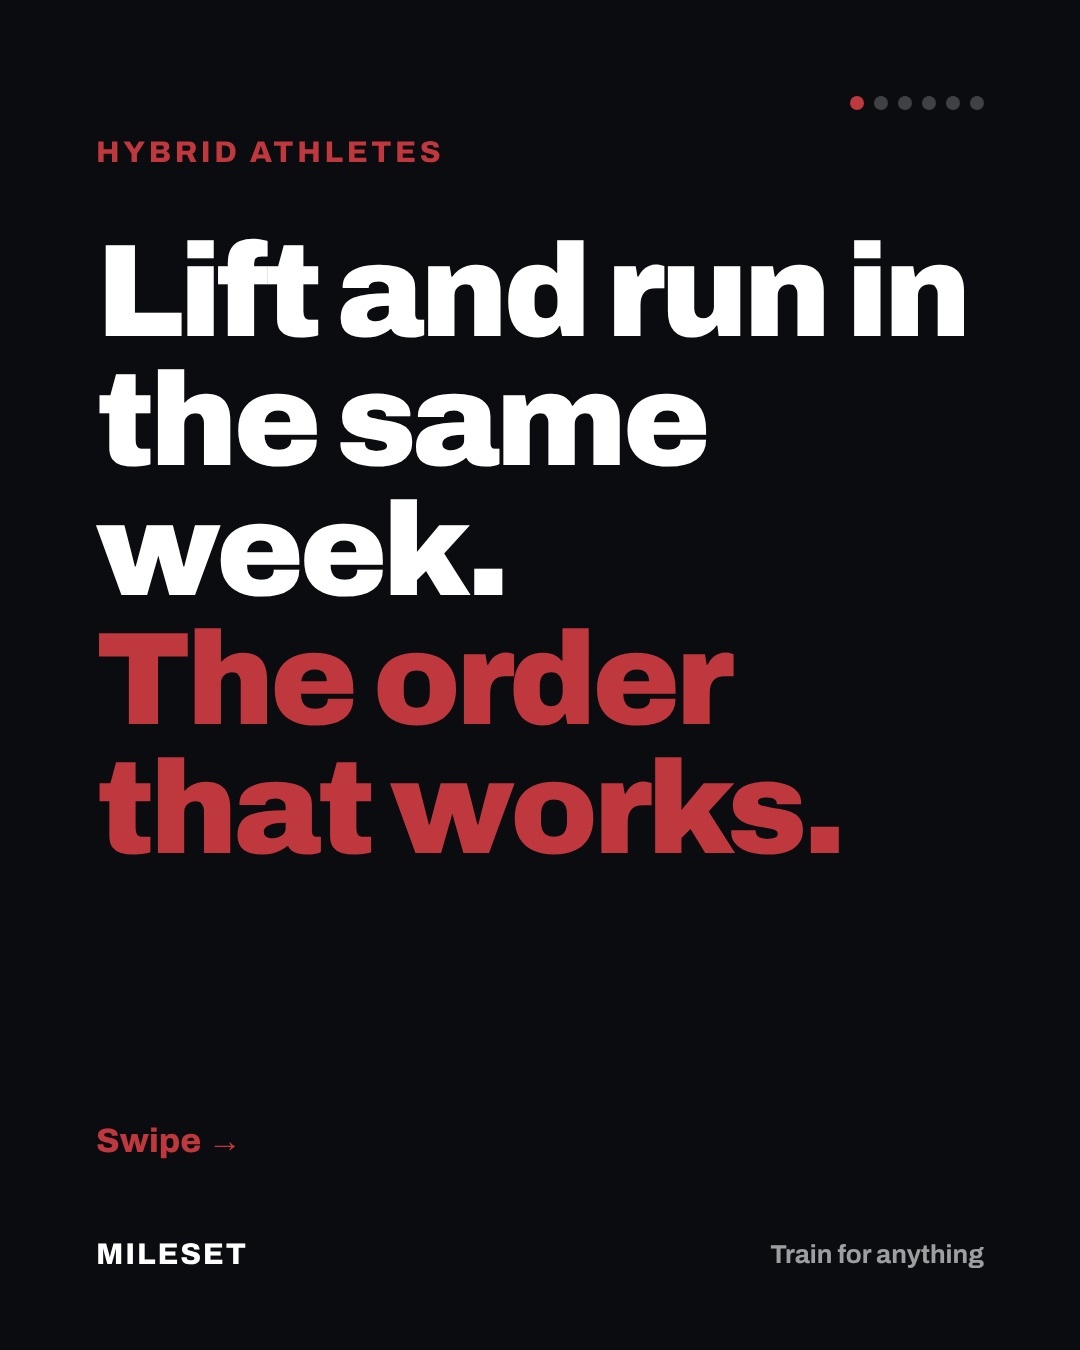 HYBRID ATHLETES
Lift and run in
the same
week.
The order
that works.
Swipe →
MILESET
Train for anything